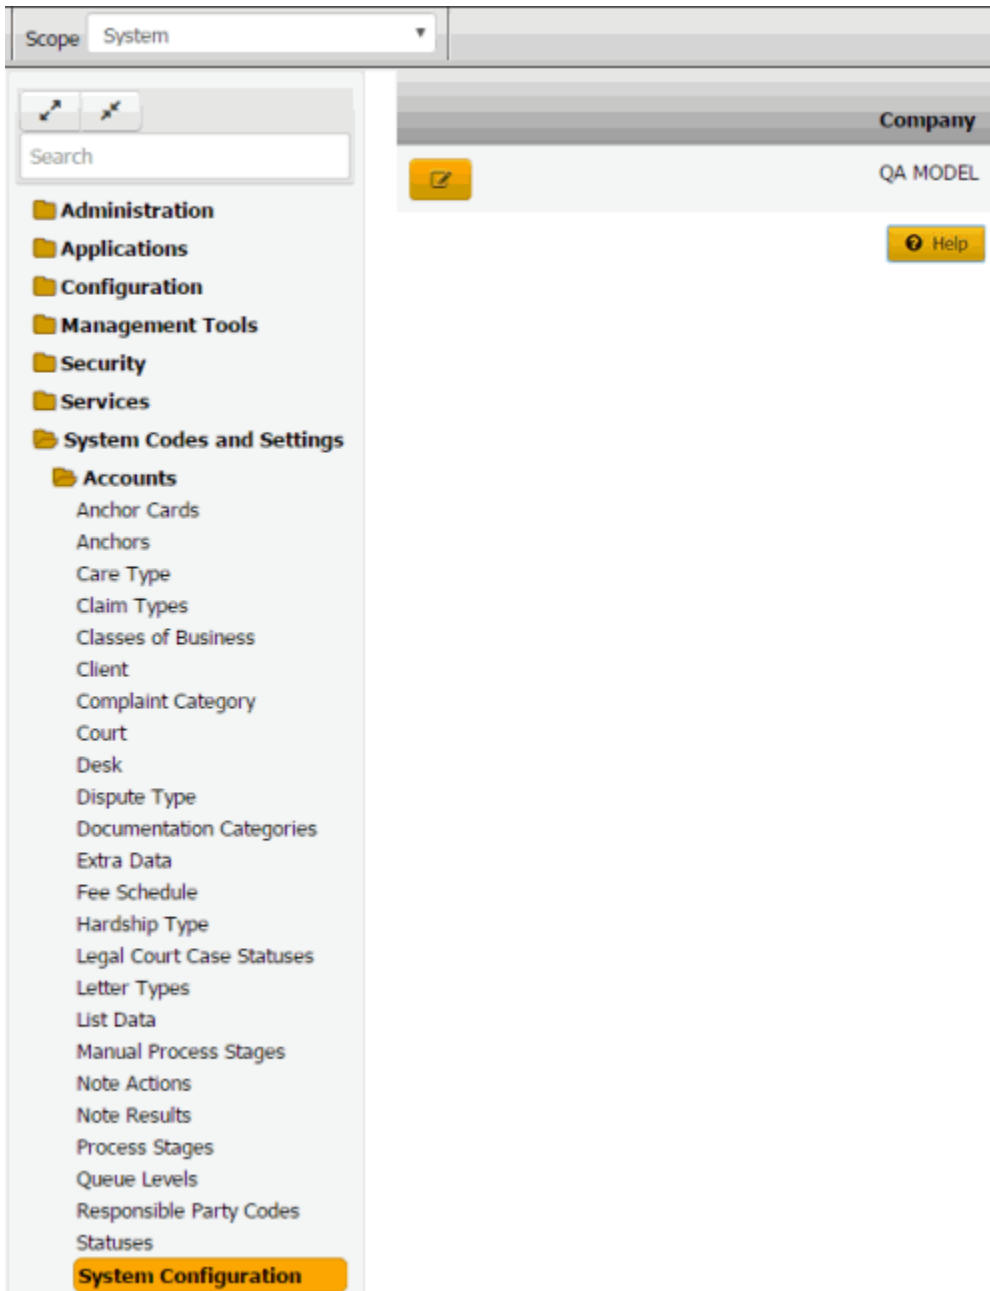 Scope System
Search
Administration
Applications
Configuration
Management Tools
Security
Services
System Codes and Settings
Accounts
Anchor Cards
Anchors
Care Type
Claim Types
Classes of Business
Client
Complaint Category
Court
Desk
Dispute Type
Documentation Categories
Extra Data
Fee Schedule
Hardship Type
Legal Court Case Statuses
Letter Types
List Data
Manual Process Stages
Note Actions
Note Results
Process Stages
Queue Levels
Responsible Party Codes
Statuses
System Configuration
Company
QA MODEL
Help